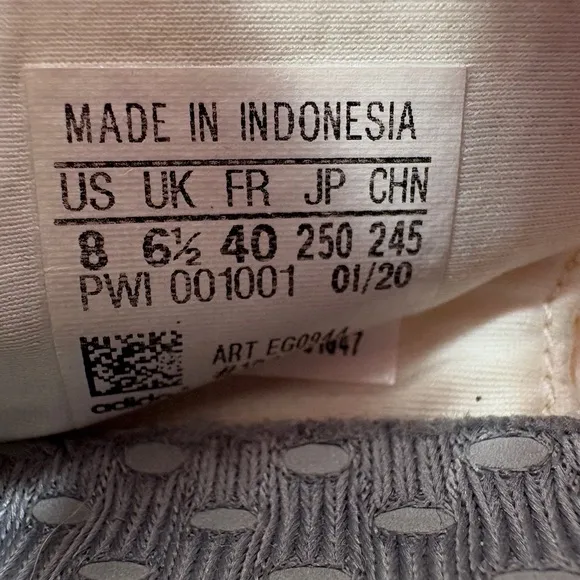 MADE IN INDONESIA
US UK FR JP CHN
8 6½ 40 250 245
PWI 001001 01/20
ART
adidas